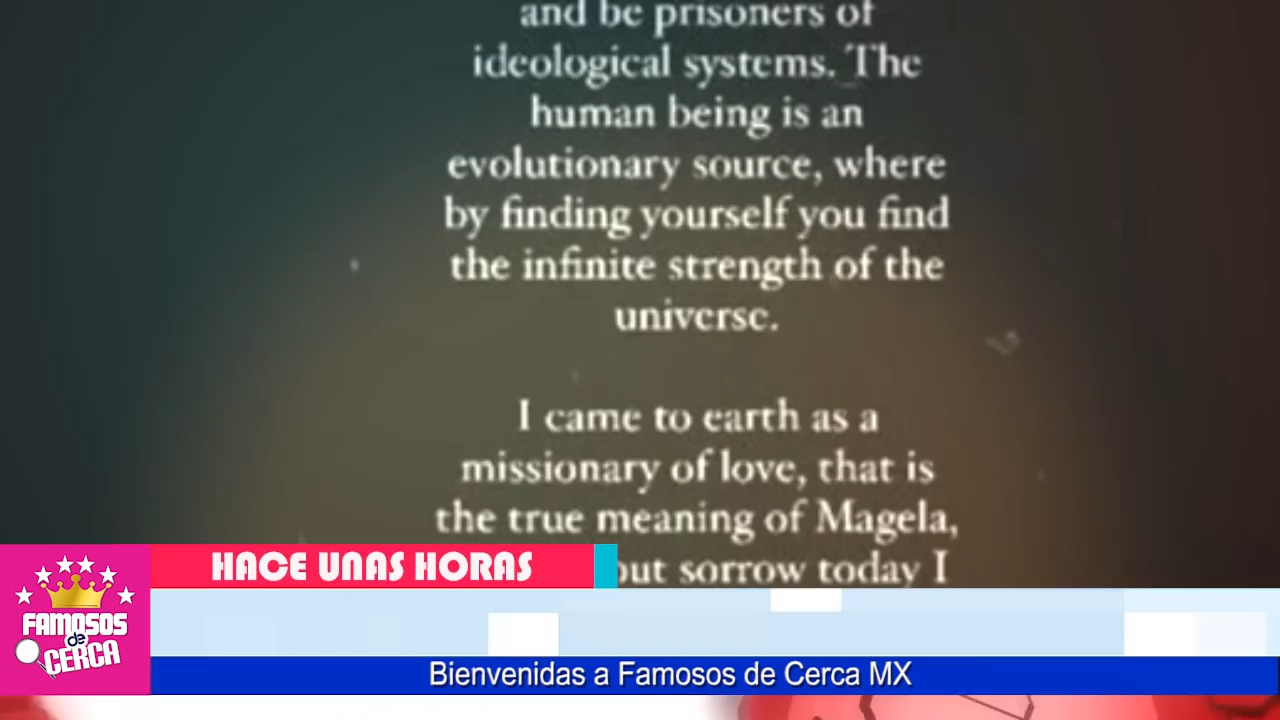 and be prisoners of
ideological systems. The
human being is an
evolutionary source, where
by finding yourself you find
the infinite strength of the
universe.
I came to earth as a
missionary of love, that is
the true meaning of Magela,
out sorrow today I
HACE UNAS HORAS
FAMOSOS
de
CERCA
Bienvenidas a Famosos de Cerca MX